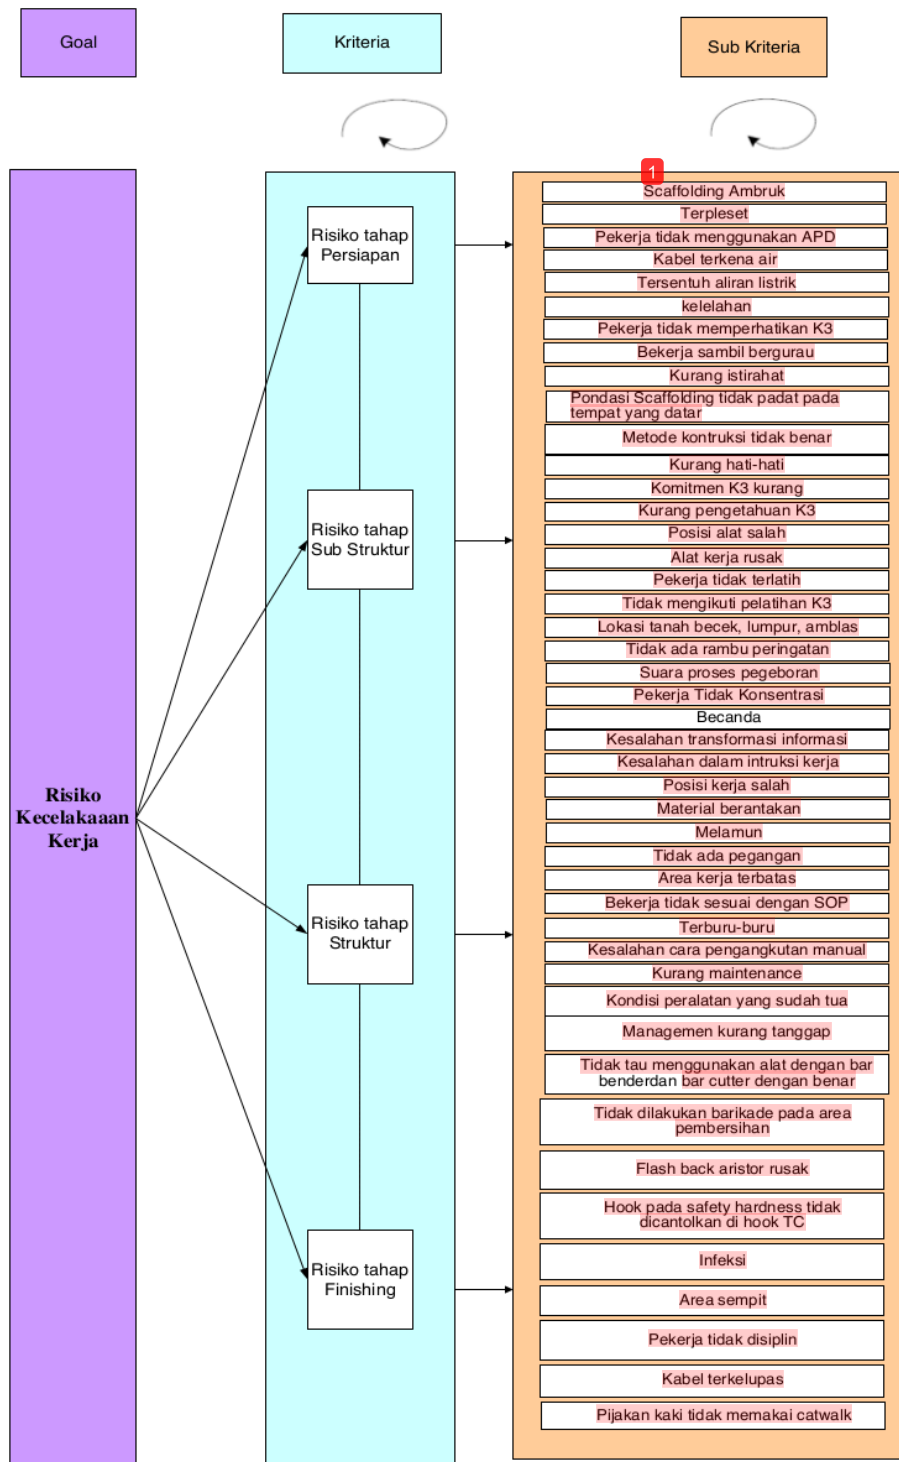 Goal
Kriteria
Sub Kriteria
1
Risiko
Kecelakaaan
Kerja
Risiko tahap
Persiapan
Risiko tahap
Sub Struktur
Risiko tahap
Struktur
Risiko tahap
Finishing
Scaffolding Ambruk
Terpleset
Pekerja tidak menggunakan APD
Kabel terkena air
Tersentuh aliran listrik
kelelahan
Pekerja tidak memperhatikan K3
Bekerja sambil bergurau
Kurang istirahat
Pondasi Scaffolding tidak padat pada
tempat yang datar
Metode kontruksi tidak benar
Kurang hati-hati
Komitmen K3 kurang
Kurang pengetahuan K3
Posisi alat salah
Alat kerja rusak
Pekerja tidak terlatih
Tidak mengikuti pelatihan K3
Lokasi tanah becek, lumpur, amblas
Tidak ada rambu peringatan
Suara proses pegeboran
Pekerja Tidak Konsentrasi
Becanda
Kesalahan transformasi informasi
Kesalahan dalam intruksi kerja
Posisi kerja salah
Material berantakan
Melamun
Tidak ada pegangan
Area kerja terbatas
Bekerja tidak sesuai dengan SOP
Terburu-buru
Kesalahan cara pengangkutan manual
Kurang maintenance
Kondisi peralatan yang sudah tua
Managemen kurang tanggap
Tidak tau menggunakan alat dengan bar
benderdan bar cutter dengan benar
Tidak dilakukan barikade pada area
pembersihan
Flash back aristor rusak
Hook pada safety hardness tidak
dicantolkan di hook TC
Infeksi
Area sempit
Pekerja tidak disiplin
Kabel terkelupas
Pijakan kaki tidak memakai catwalk